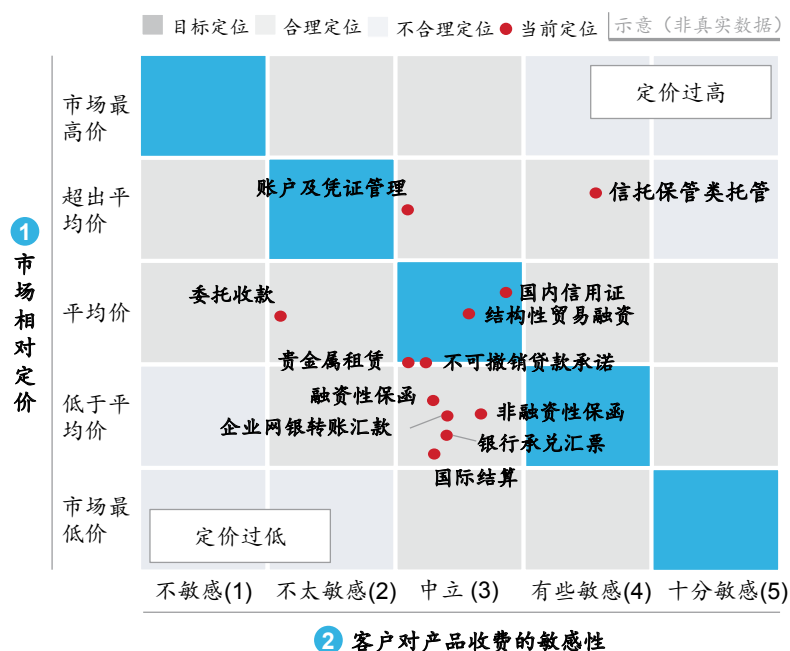 目标定位 合理定位 不合理定位 当前定位 示意（非真实数据）
定价过高
市场最
高价
账户及凭证管理
信托保管类托管
超出平
均价
1
市场相对定价
委托收款
国内信用证
平均价
结构性贸易融资
贵金属租赁 不可撤销贷款承诺
融资性保函
低于平
均价
非融资性保函
企业网银转账汇款
银行承兑汇票
国际结算
市场最
低价
定价过低
不敏感(1) 不太敏感(2) 中立 (3) 有些敏感(4) 十分敏感(5)
2 客户对产品收费的敏感性